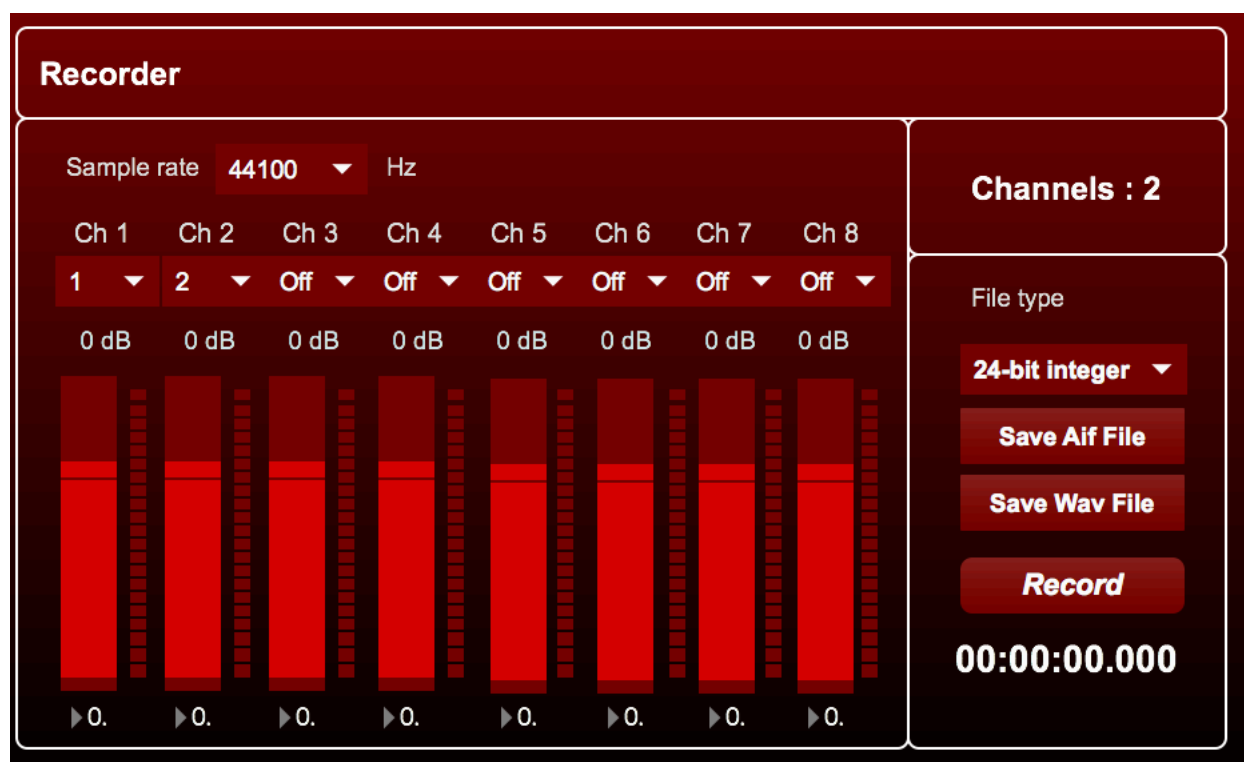 Recorder
Sample rate 44100 Hz
Channels : 2
Ch 1 Ch 2 Ch 3 Ch 4 Ch 5 Ch 6 Ch 7 Ch 8
1 2 Off Off Off Off Off Off
0 dB 0 dB 0 dB 0 dB 0 dB 0 dB 0 dB 0 dB
0. 0. 0. 0. 0. 0. 0. 0.
File type
24-bit integer
Save Aif File
Save Wav File
Record
00:00:00.000